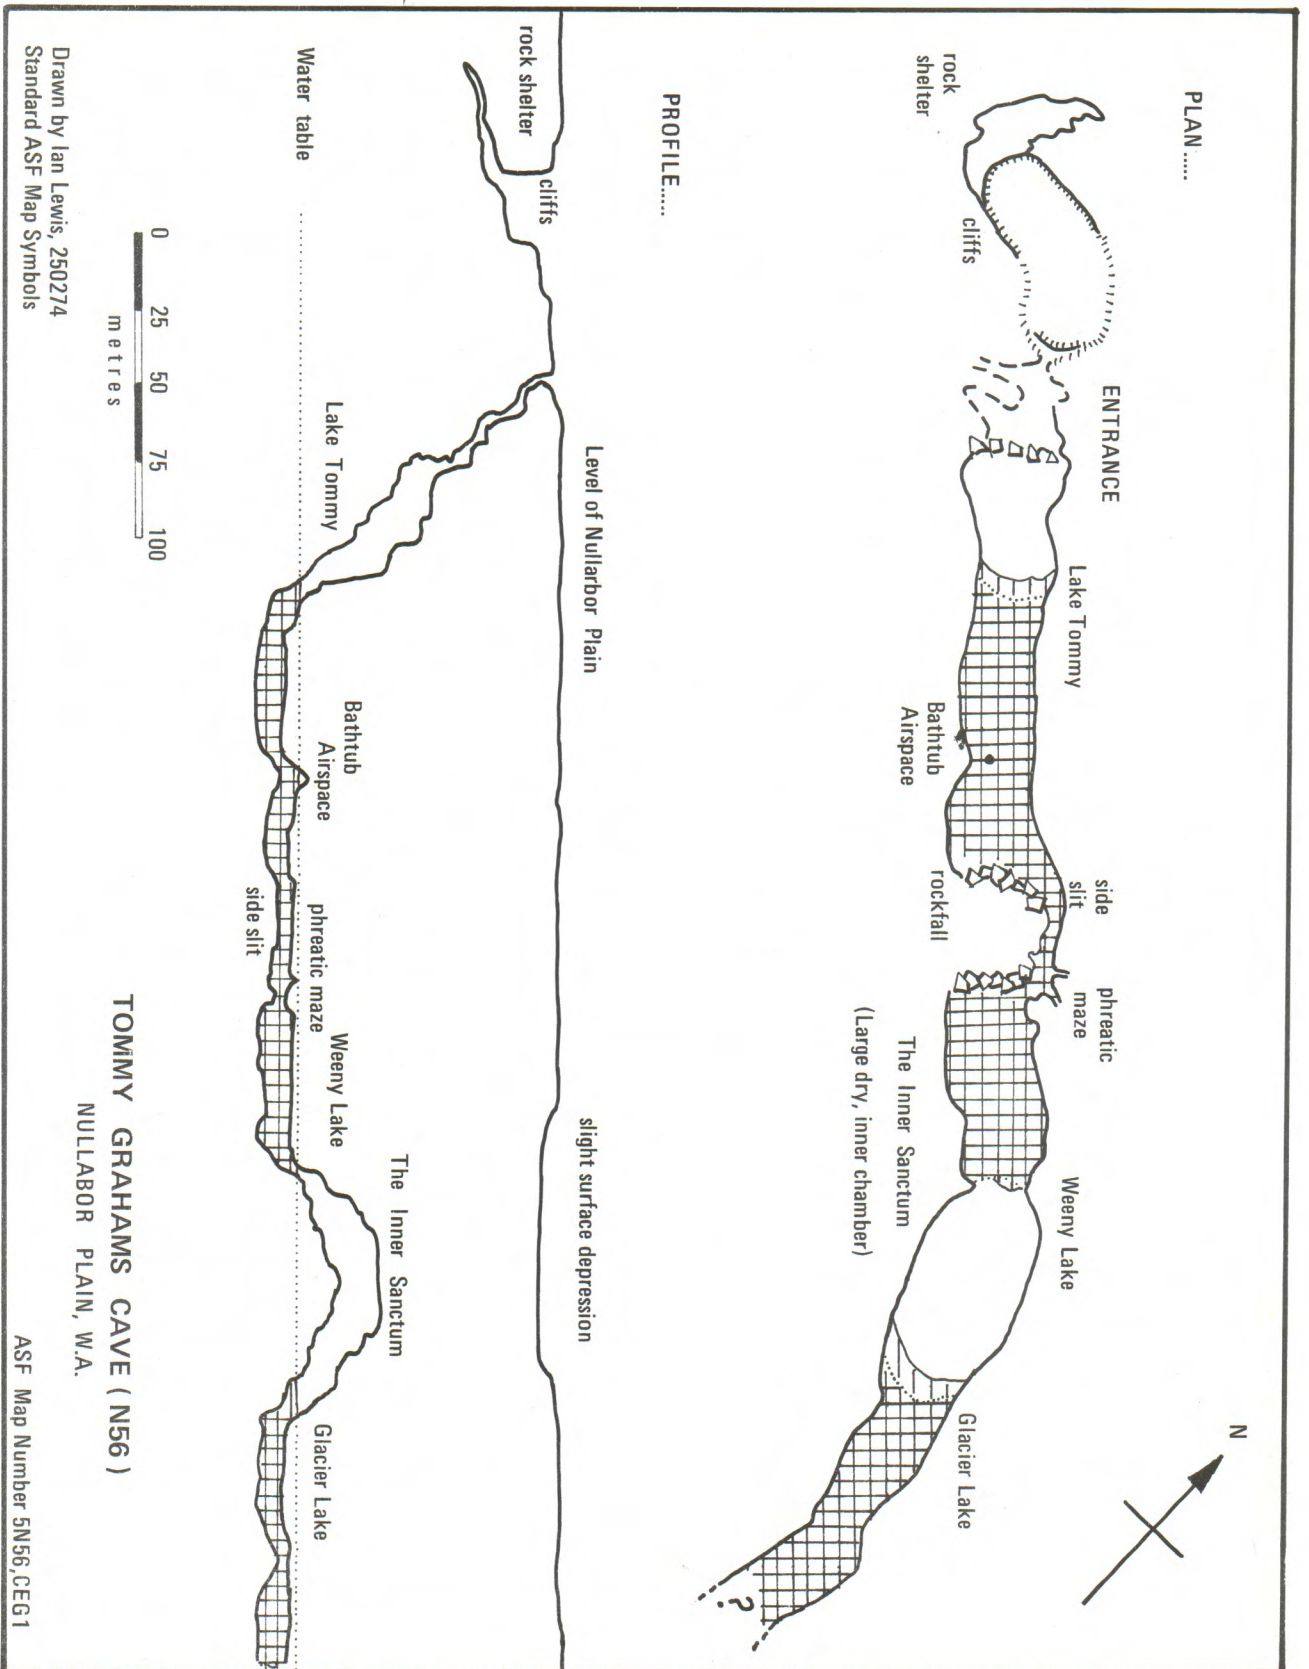 PLAN......
rock
shelter
cliffs
ENTRANCE
Lake Tommy
Bathtub
Airspace
side
slit
rockfall
phreatic
maze
The Inner Sanctum
(Large dry, inner chamber)
Weeny Lake
Glacier Lake
?
N
PROFILE.....
rock shelter
cliffs
Level of Nullarbor Plain
slight surface depression
Water table
Lake Tommy
Bathtub
Airspace
phreatic maze
side slit
Weeny Lake
The Inner Sanctum
Glacier Lake
?
0 25 50 75 100
metres
TOMMY GRAHAMS CAVE ( N56 )
NULLABOR PLAIN, W.A.
Drawn by Ian Lewis, 250274
Standard ASF Map Symbols
ASF Map Number 5N56,CEG1